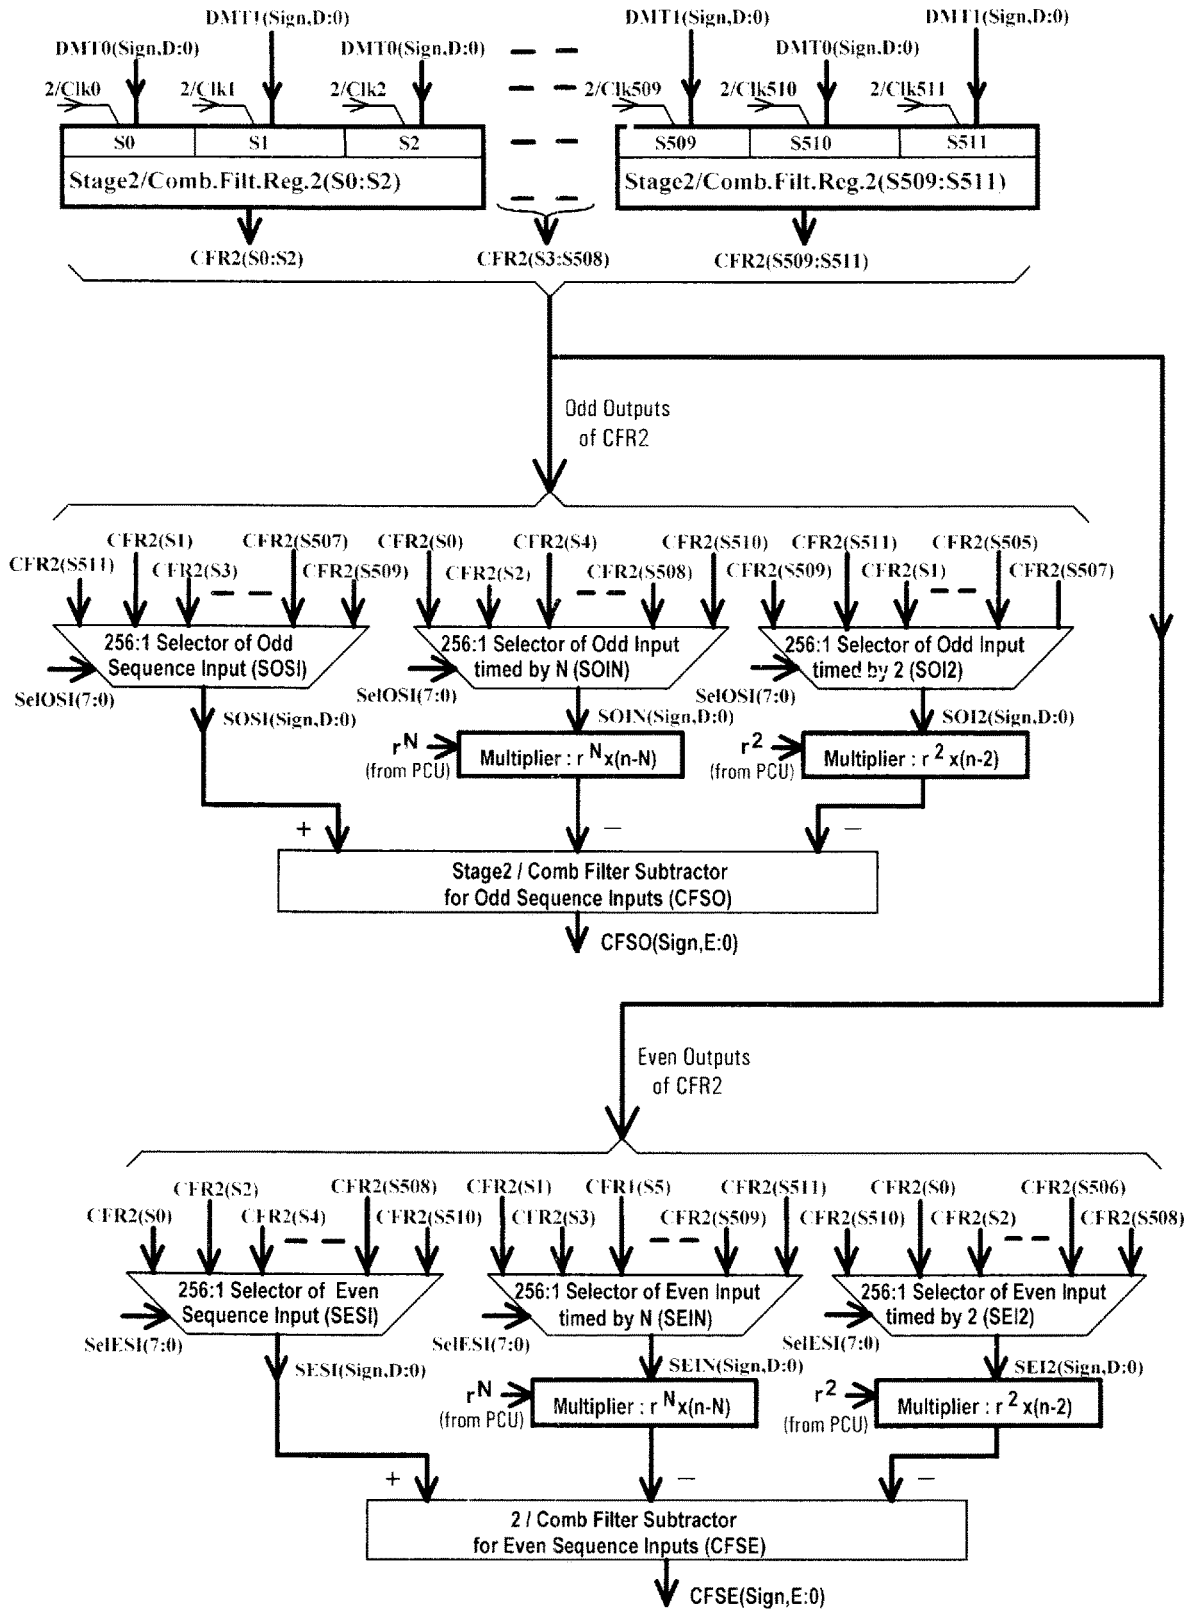 DMT1(Sign,D:0)
DMT1(Sign,D:0)
DMT1(Sign,D:0)
DMT0(Sign,D:0)
DMT0(Sign,D:0)
DMT0(Sign,D:0)
2/Clk0
2/Clk1
2/Clk2
2/Clk509
2/Clk510
2/Clk511
S0
S1
S2
S509
S510
S511
Stage2/Comb.Filt.Reg.2(S0:S2)
Stage2/Comb.Filt.Reg.2(S509:S511)
CFR2(S0:S2)
CFR2(S3:S508)
CFR2(S509:S511)
Odd Outputs
of CFR2
CFR2(S1)
CFR2(S507)
CFR2(S0)
CFR2(S4)
CFR2(S510)
CFR2(S511)
CFR2(S505)
CFR2(S511)
CFR2(S3)
CFR2(S509)
CFR2(S2)
CFR2(S508)
CFR2(S509)
CFR2(S1)
CFR2(S507)
256:1 Selector of Odd
Sequence Input (SOSI)
256:1 Selector of Odd Input
timed by N (SOIN)
256:1 Selector of Odd Input
timed by 2 (SOI2)
SelOSI(7:0)
SelOSI(7:0)
SelOSI(7:0)
SOSI(Sign,D:0)
SOIN(Sign,D:0)
SOI2(Sign,D:0)
r^N
(from PCU)
Multiplier : r^N x(n-N)
r^2
(from PCU)
Multiplier : r^2 x(n-2)
+
−
−
Stage2 / Comb Filter Subtractor
for Odd Sequence Inputs (CFSO)
CFSO(Sign,E:0)
Even Outputs
of CFR2
CFR2(S2)
CFR2(S508)
CFR2(S1)
CFR1(S5)
CFR2(S511)
CFR2(S0)
CFR2(S506)
CFR2(S0)
CFR2(S4)
CFR2(S510)
CFR2(S3)
CFR2(S509)
CFR2(S510)
CFR2(S2)
CFR2(S508)
256:1 Selector of Even
Sequence Input (SESI)
256:1 Selector of Even Input
timed by N (SEIN)
256:1 Selector of Even Input
timed by 2 (SEI2)
SelESI(7:0)
SelESI(7:0)
SelESI(7:0)
SESI(Sign,D:0)
SEIN(Sign,D:0)
SEI2(Sign,D:0)
r^N
(from PCU)
Multiplier : r^N x(n-N)
r^2
(from PCU)
Multiplier : r^2 x(n-2)
+
−
−
2 / Comb Filter Subtractor
for Even Sequence Inputs (CFSE)
CFSE(Sign,E:0)